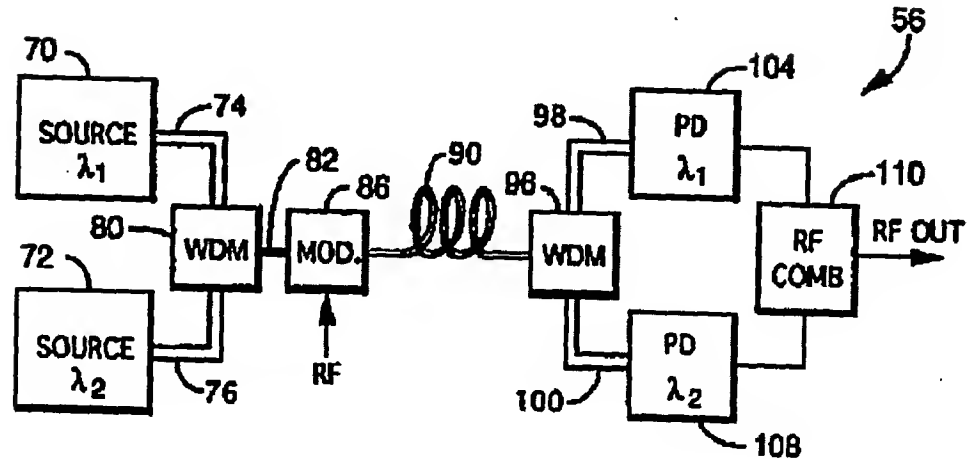 56
70
SOURCE
λ1
74
82
86
90
98
104
PD
λ1
110
80
WDM
MOD.
96
WDM
RF
COMB
RF OUT
72
SOURCE
λ2
76
RF
100
PD
λ2
108